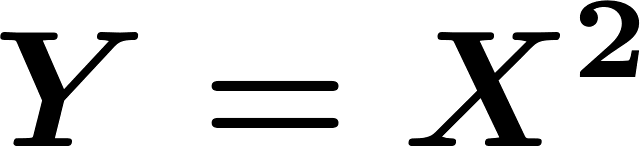 Y = X²